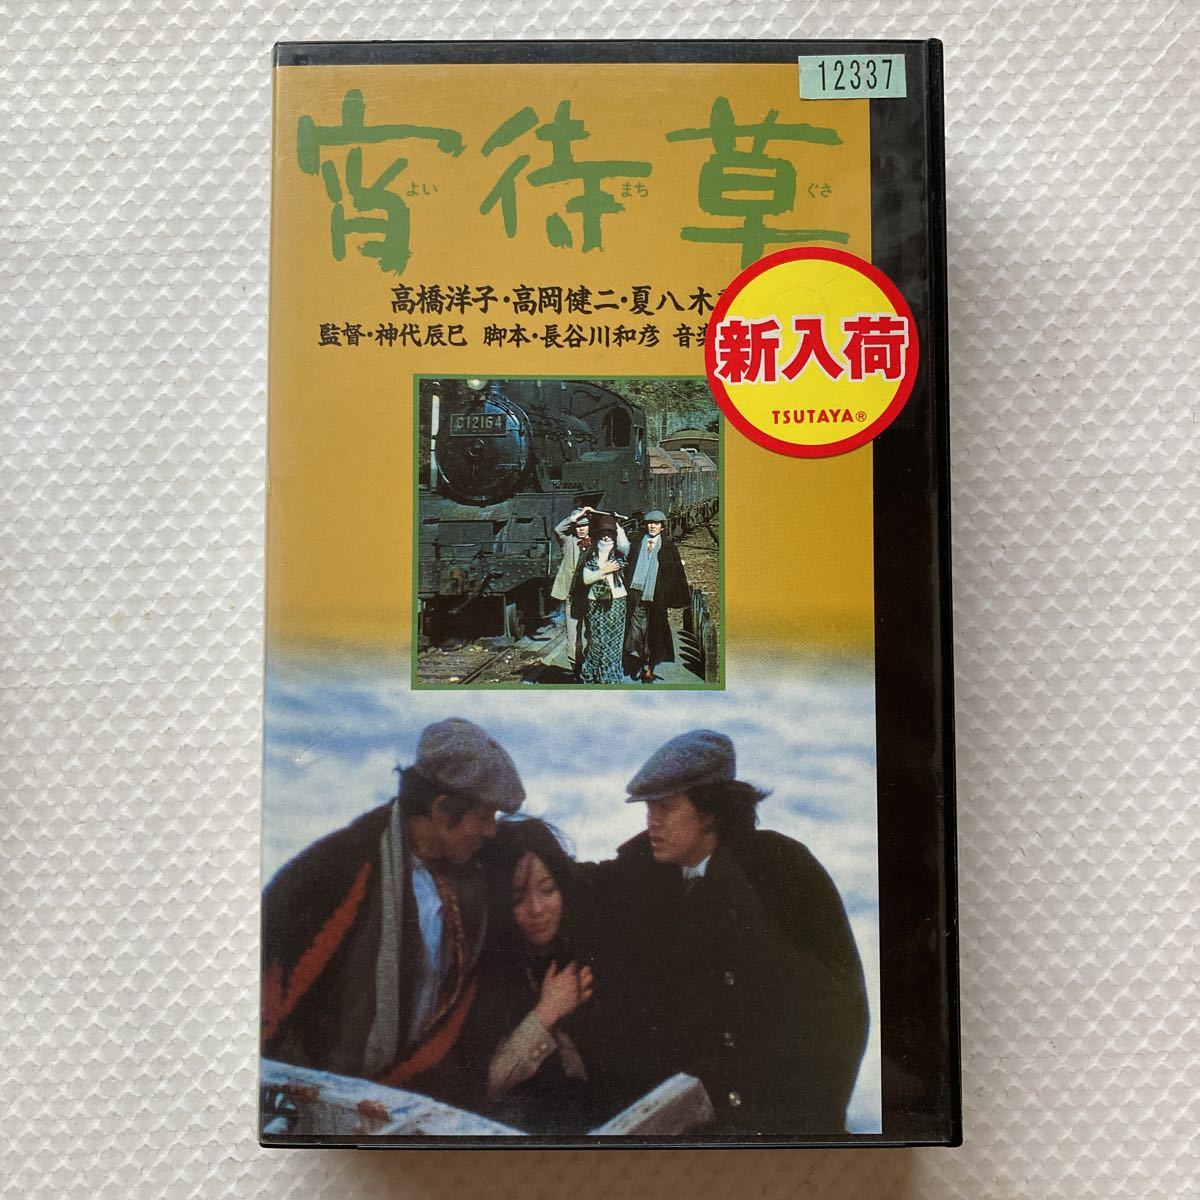 12337
宵待草
よい まち ぐさ
高橋洋子・高岡健二・夏八木
監督・神代辰巳 脚本・長谷川和彦 音楽
新入荷
TSUTAYA®
C12164